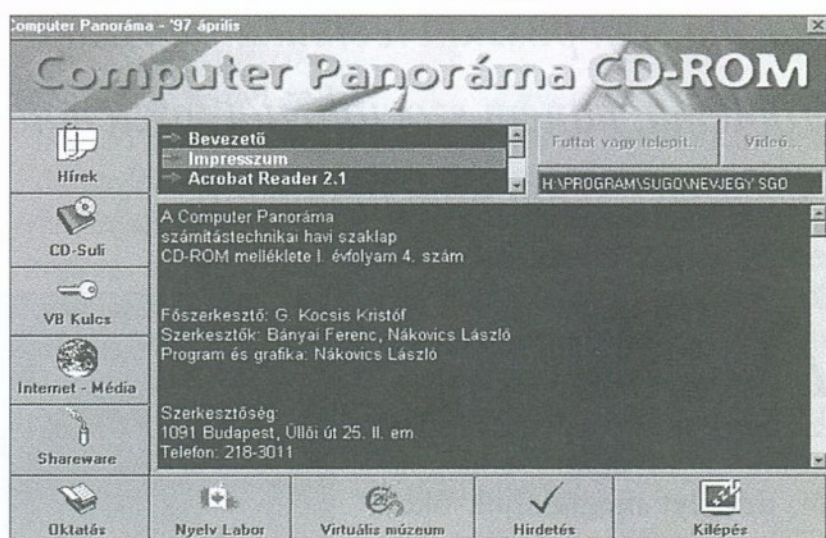 Computer Panoráma - '97 április
Computer Panoráma CD-ROM
Hírek
CD-Suli
VB Kulcs
Internet - Média
Shareware
Bevezető
Impresszum
Acrobat Reader 2.1
Futtat vagy telepít...
Videó...
H:\PROGRAM\SUGO\NEVJEGY.SGO
A Computer Panoráma
számítástechnikai havi szaklap
CD-ROM melléklete I. évfolyam 4. szám
Főszerkesztő: G. Kocsis Kristóf
Szerkesztők: Bányai Ferenc, Nákovics László
Program és grafika: Nákovics László
Szerkesztőség:
1091 Budapest, Üllői út 25. II. em.
Telefon: 218-3011
Oktatás
Nyelv Labor
Virtuális múzeum
Hirdetés
Kilépés